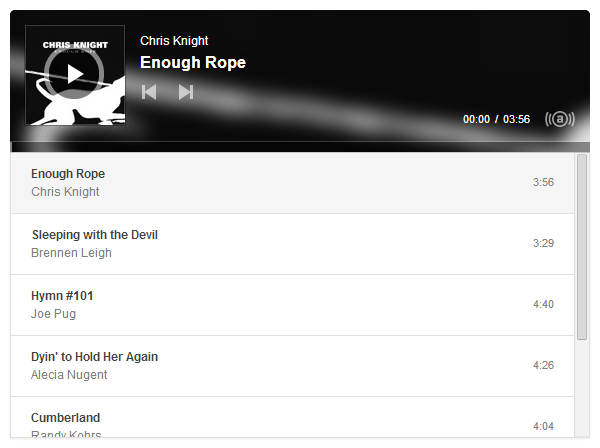 CHRIS KNIGHT
ENOUGH ROPE
Chris Knight
Enough Rope
00:00 / 03:56
a
Enough Rope
3:56
Chris Knight
Sleeping with the Devil
3:29
Brennen Leigh
Hymn #101
4:40
Joe Pug
Dyin' to Hold Her Again
4:26
Alecia Nugent
Cumberland
4:04
Randy Kohrs